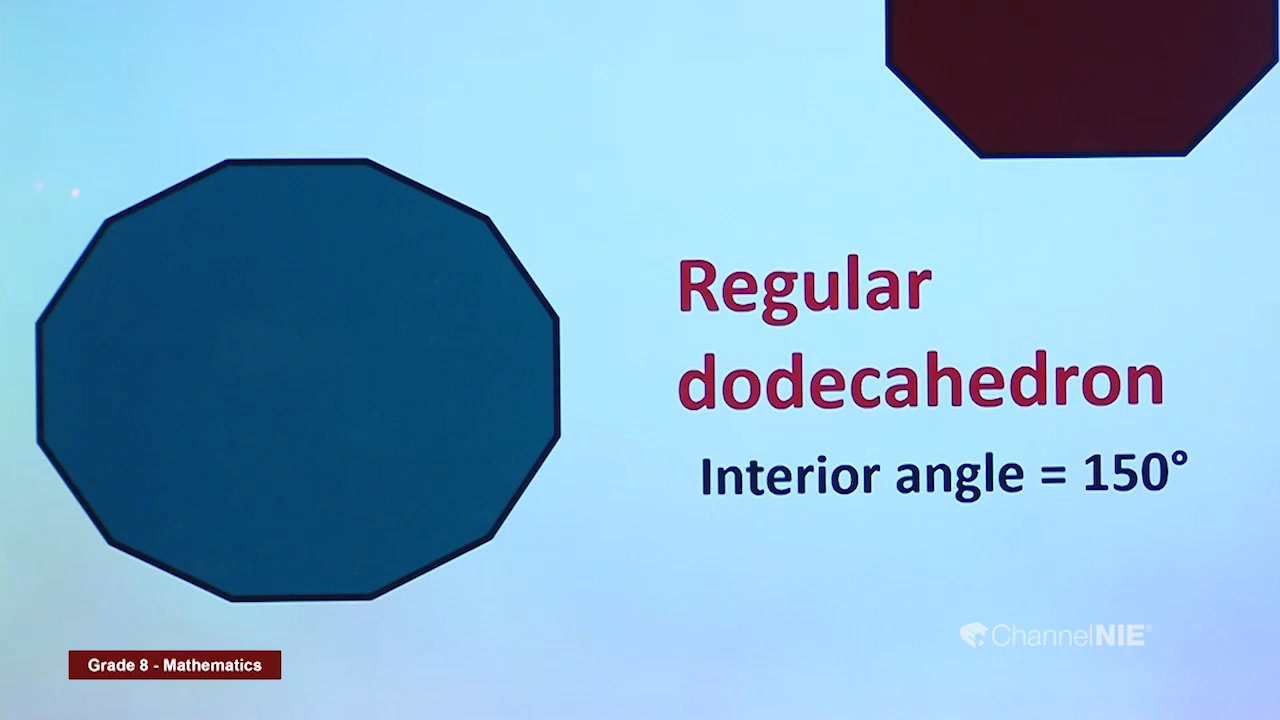 Regular
dodecahedron
Interior angle = 150°
ChannelNIE®
Grade 8 - Mathematics